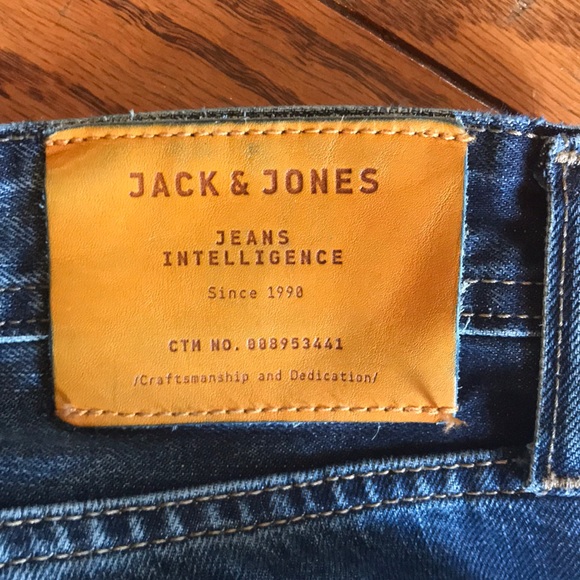 JACK & JONES
JEANS
INTELLIGENCE
Since 1990
CTM NO. 008953441
/Craftsmanship and Dedication/